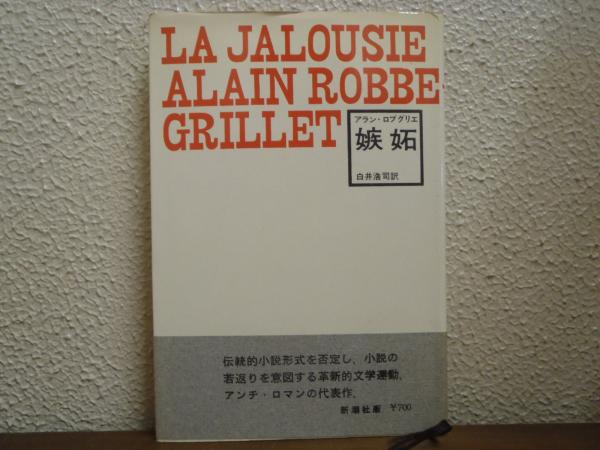 LA JALOUSIE
ALAIN ROBBE
GRILLET
アラン・ロブグリエ
嫉妬
白井浩司訳
伝統的小説形式を否定し、小説の
若返りを意図する革新的文学運動、
アンチ・ロマンの代表作。
新潮社版 ¥700